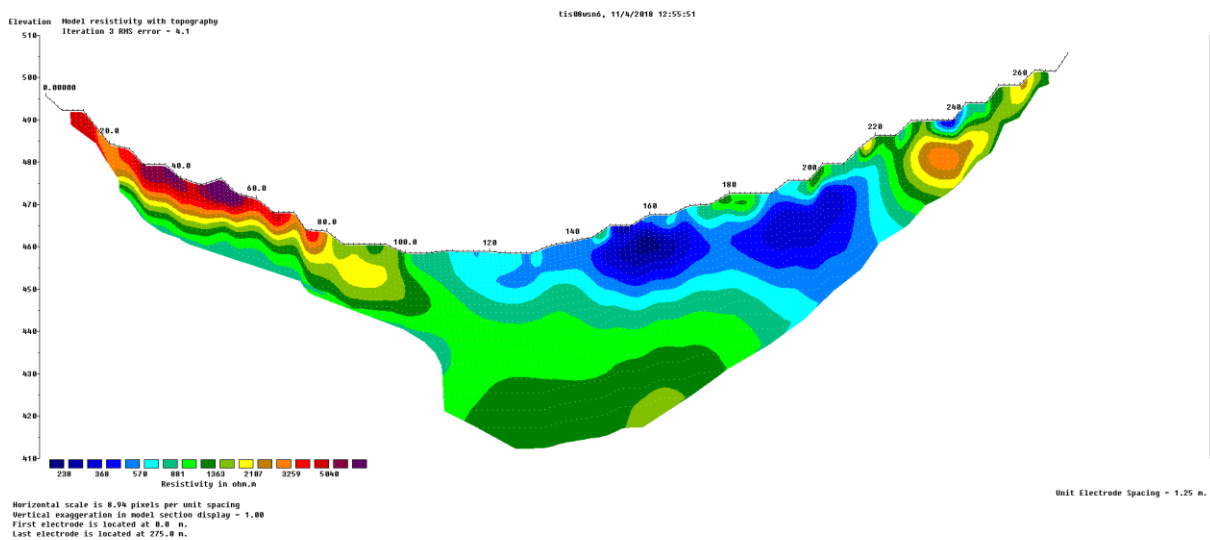 tis08wsn6, 11/4/2018 12:55:51
Elevation Model resistivity with topography
Iteration 3 RMS error = 4.1
510
500
490
480
470
460
450
440
430
420
410
0.00000
20.0
40.0
60.0
80.0
100.0
120
140
160
180
200
220
240
260
238 368 570 881 1363 2107 3259 5040
Resistivity in ohm.m
Unit Electrode Spacing = 1.25 m.
Horizontal scale is 8.94 pixels per unit spacing
Vertical exaggeration in model section display = 1.00
First electrode is located at 0.0 m.
Last electrode is located at 275.0 m.